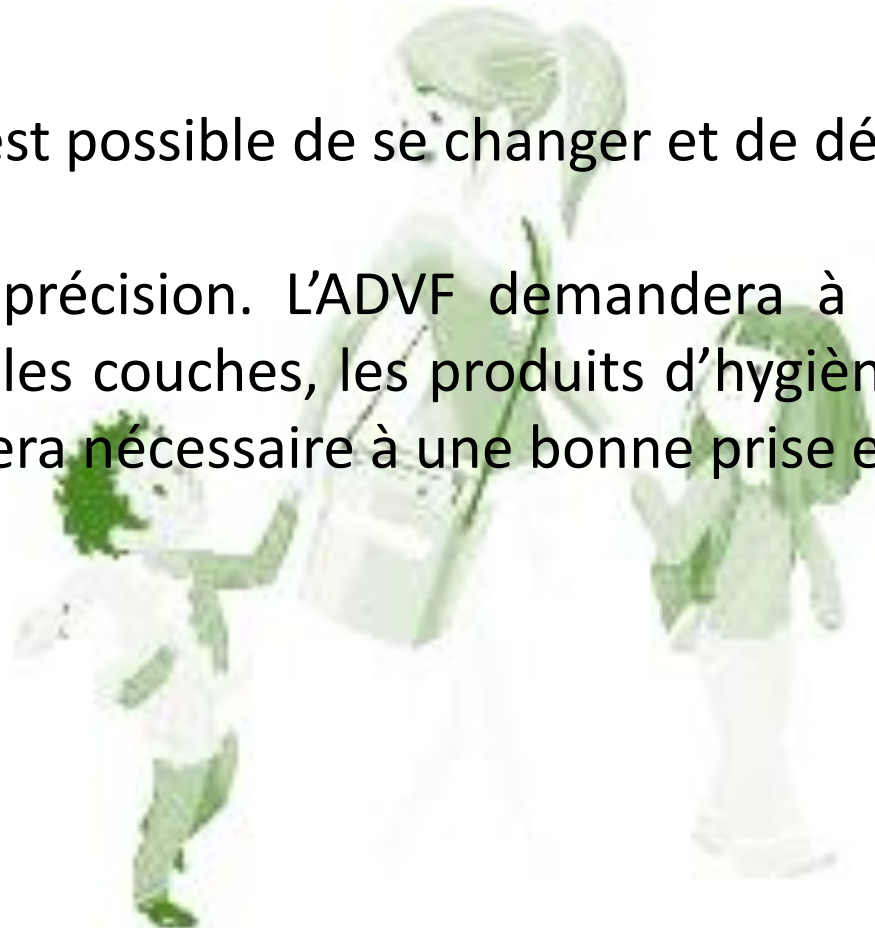 est possible de se changer et de dé
précision. L’ADVF demandera à
les couches, les produits d’hygièn
era nécessaire à une bonne prise e